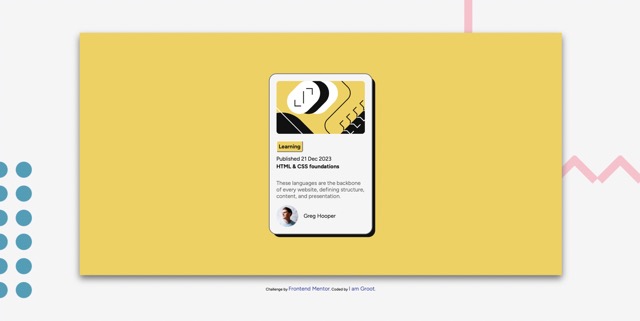 Learning
Published 21 Dec 2023
HTML & CSS foundations
These languages are the backbone
of every website, defining structure,
content, and presentation.
Greg Hooper
Challenge by Frontend Mentor. Coded by I am Groot.